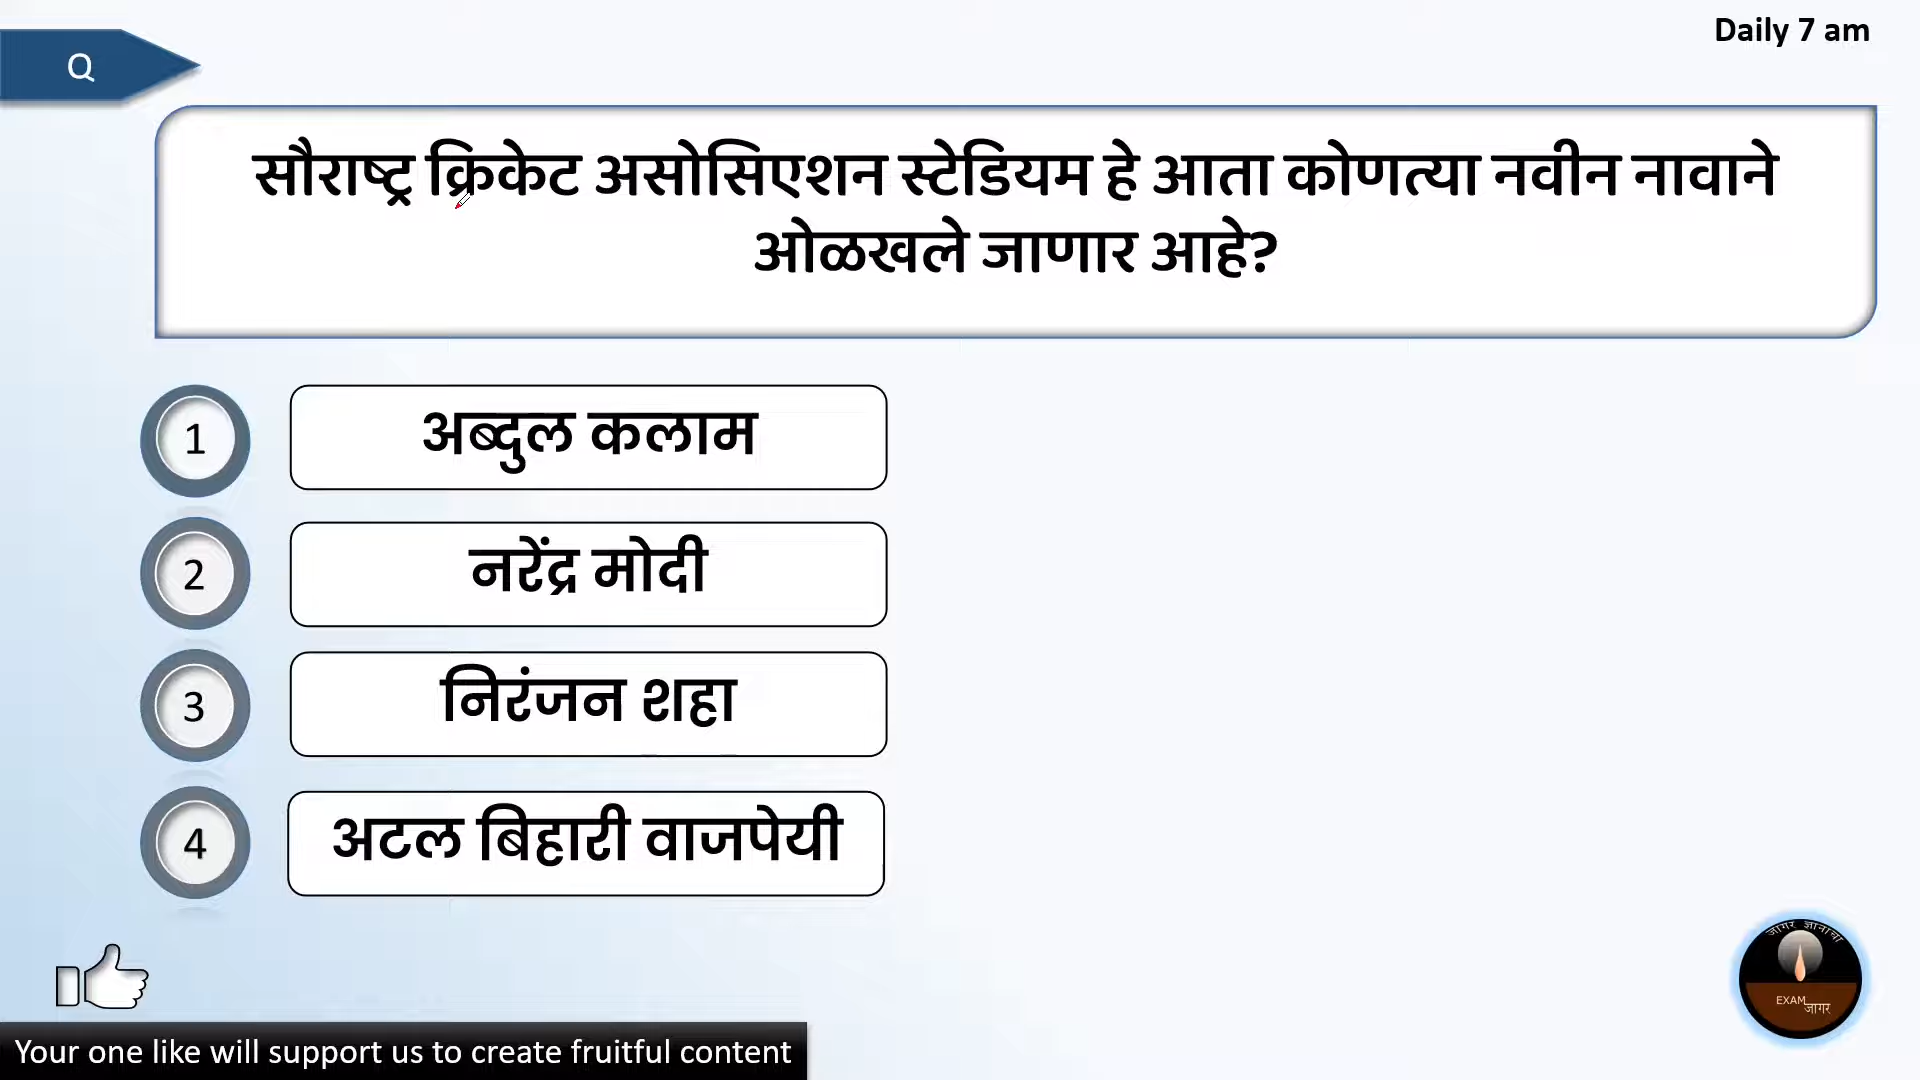 Daily 7 am
Q
सौराष्ट्र क्रिकेट असोसिएशन स्टेडियम हे आता कोणत्या नवीन नावाने
ओळखले जाणार आहे?
1
अब्दुल कलाम
2
नरेंद्र मोदी
3
निरंजन शहा
4
अटल बिहारी वाजपेयी
जागर ज्ञानाचा
EXAM जागर
Your one like will support us to create fruitful content